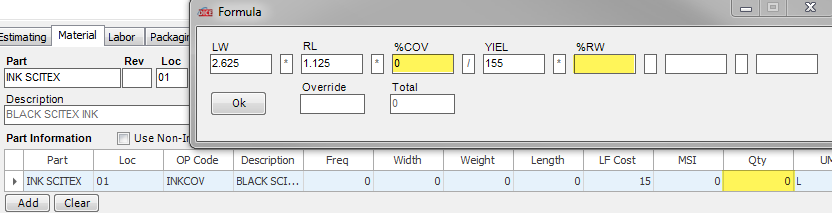 DICE Formula
LW RL %COV YIEL %RW
2.625 * 1.125 * 0 / 155 *
Override Total
Ok 0
Estimating Material Labor Packagin
Part Rev Loc
INK SCITEX 01
Description
BLACK SCITEX INK
Part Information Use Non-In
Part Loc OP Code Description Freq Width Weight Length LF Cost MSI Qty UM
INK SCITEX 01 INKCOV BLACK SCI... 0 0 0 0 15 0 0 L
Add Clear